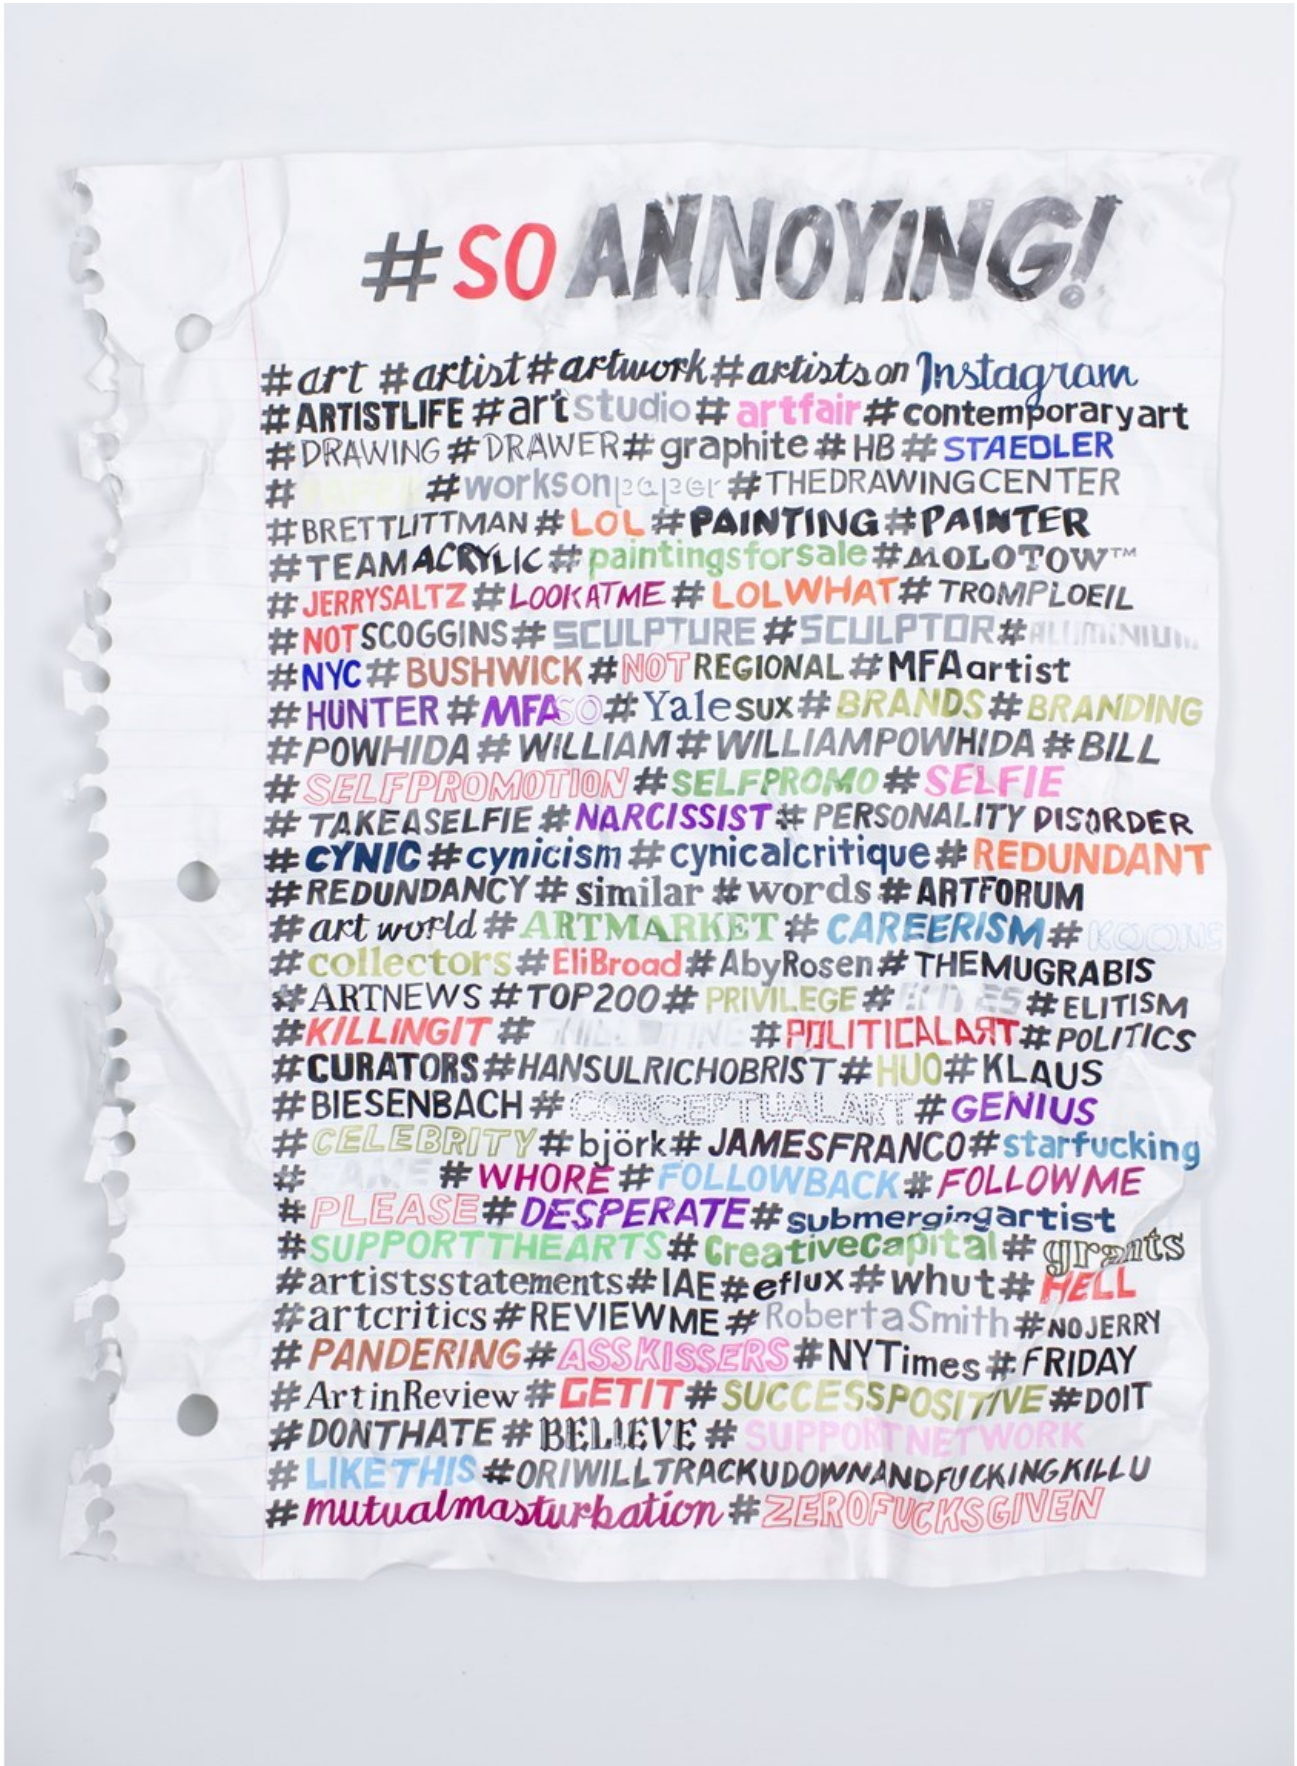 #SO ANNOYING!
#art #artist #artwork #artistson Instagram
#ARTISTLIFE #artstudio # artfair # contemporaryart
#DRAWING # DRAWER # graphite # HB # STAEDLER
# #worksonpaper # THEDRAWINGCENTER
#BRETTLITTMAN # LOL #PAINTING #PAINTER
#TEAMACRYLIC # paintingsforsale #MOLOTOW™
# JERRYSALTZ # LOOKATME # LOLWHAT # TROMPLOEIL
#NOTSCOGGINS # SCULPTURE #SCULPTOR #ALUMINIUM
#NYC # BUSHWICK #NOTREGIONAL #MFAartist
#HUNTER #MFASO # Yalesux # BRANDS # BRANDING
#POWHIDA # WILLIAM # WILLIAMPOWHIDA #BILL
# SELFPROMOTION #SELFPROMO # SELFIE
# TAKEASELFIE # NARCISSIST # PERSONALITY DISORDER
# CYNIC # cynicism # cynicalcritique # REDUNDANT
#REDUNDANCY # similar # words # ARTFORUM
# art world # ARTMARKET # CAREERISM # KOONS
#collectors # EliBroad # AbyRosen # THEMUGRABIS
#ARTNEWS #TOP200 # PRIVILEGE # #ELITISM
#KILLINGIT # #POLITICALART # POLITICS
#CURATORS #HANSULRICHOBRIST # HUO # KLAUS
#BIESENBACH # CONCEPTUALART # GENIUS
# CELEBRITY # björk # JAMESFRANCO # starfucking
# FAME # WHORE # FOLLOWBACK # FOLLOWME
# PLEASE # DESPERATE # submergingartist
#SUPPORTTHEARTS # CreativeCapital # grants
#artistsstatements #IAE #eflux #whut # HELL
#artcritics #REVIEWME # RobertaSmith #NOJERRY
# PANDERING # ASSKISSERS #NYTimes # FRIDAY
#ArtinReview # GETIT # SUCCESSPOSITIVE #DOIT
#DONTHATE # BELIEVE # SUPPORTNETWORK
# LIKETHIS #ORIWILLTRACKUDOWNANDFUCKINGKILLU
#mutualmasturbation # ZEROFUCKSGIVEN